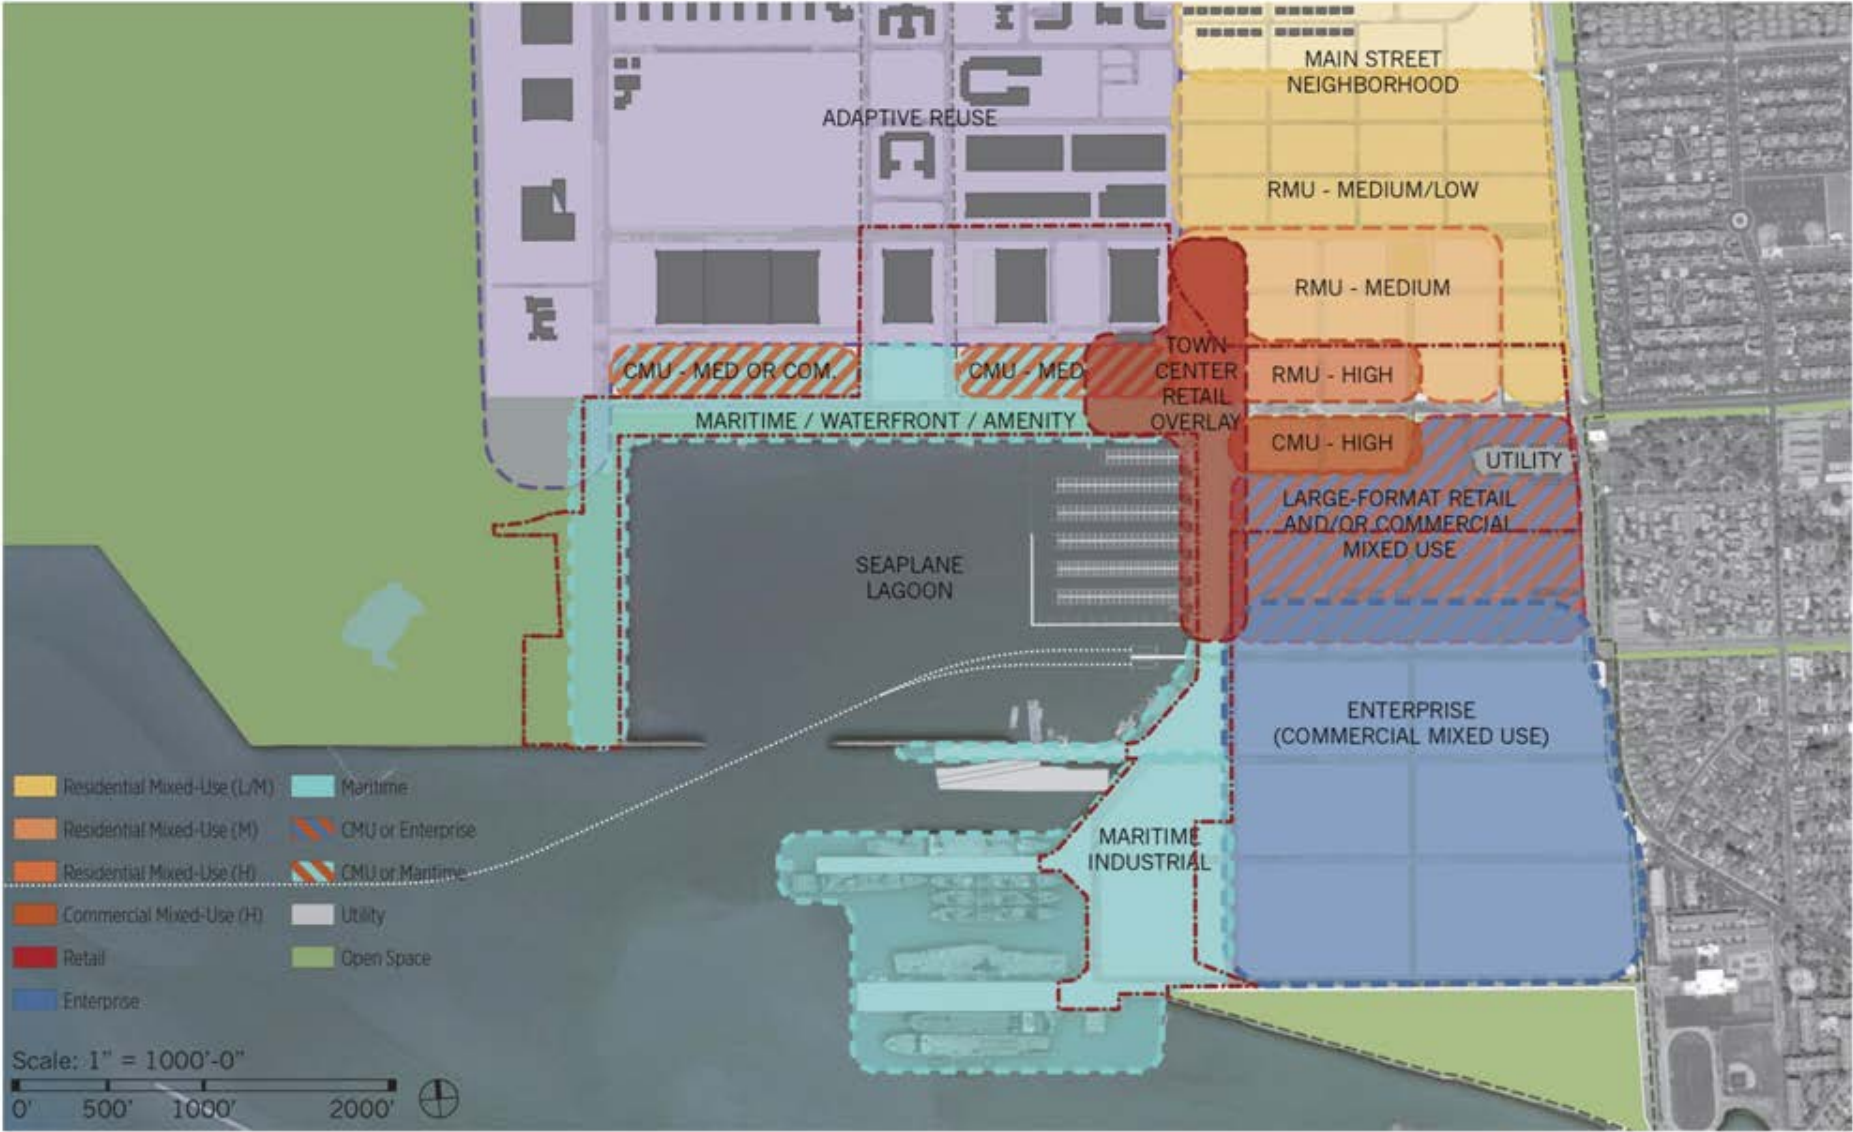 MAIN STREET
NEIGHBORHOOD
ADAPTIVE REUSE
RMU - MEDIUM/LOW
RMU - MEDIUM
TOWN
CENTER
RETAIL
OVERLAY
CMU - MED OR COM.
CMU - MED
RMU - HIGH
MARITIME / WATERFRONT / AMENITY
CMU - HIGH
UTILITY
LARGE-FORMAT RETAIL
AND/OR COMMERCIAL
MIXED USE
SEAPLANE
LAGOON
ENTERPRISE
(COMMERCIAL MIXED USE)
MARITIME
INDUSTRIAL
Residential Mixed-Use (L/M)
Residential Mixed-Use (M)
Residential Mixed-Use (H)
Commercial Mixed-Use (H)
Retail
Enterprise
Maritime
CMU or Enterprise
CMU or Maritime
Utility
Open Space
Scale: 1" = 1000'-0"
0' 500' 1000' 2000'